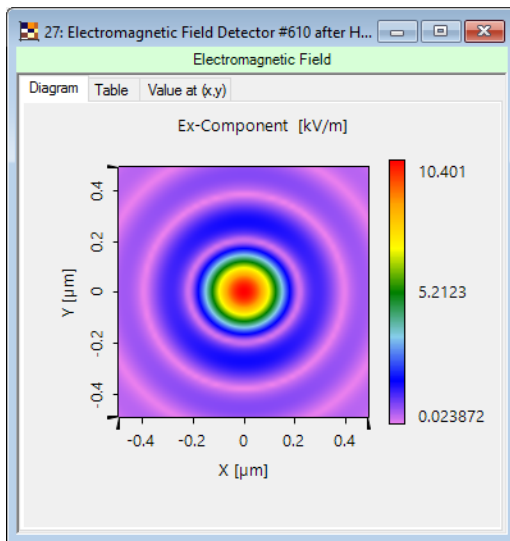 27: Electromagnetic Field Detector #610 after H...
Electromagnetic Field
Diagram Table Value at (x,y)
Ex-Component [kV/m]
10.401
5.2123
0.023872
0.4
0.2
0
-0.2
-0.4
Y [µm]
-0.4 -0.2 0 0.2 0.4
X [µm]